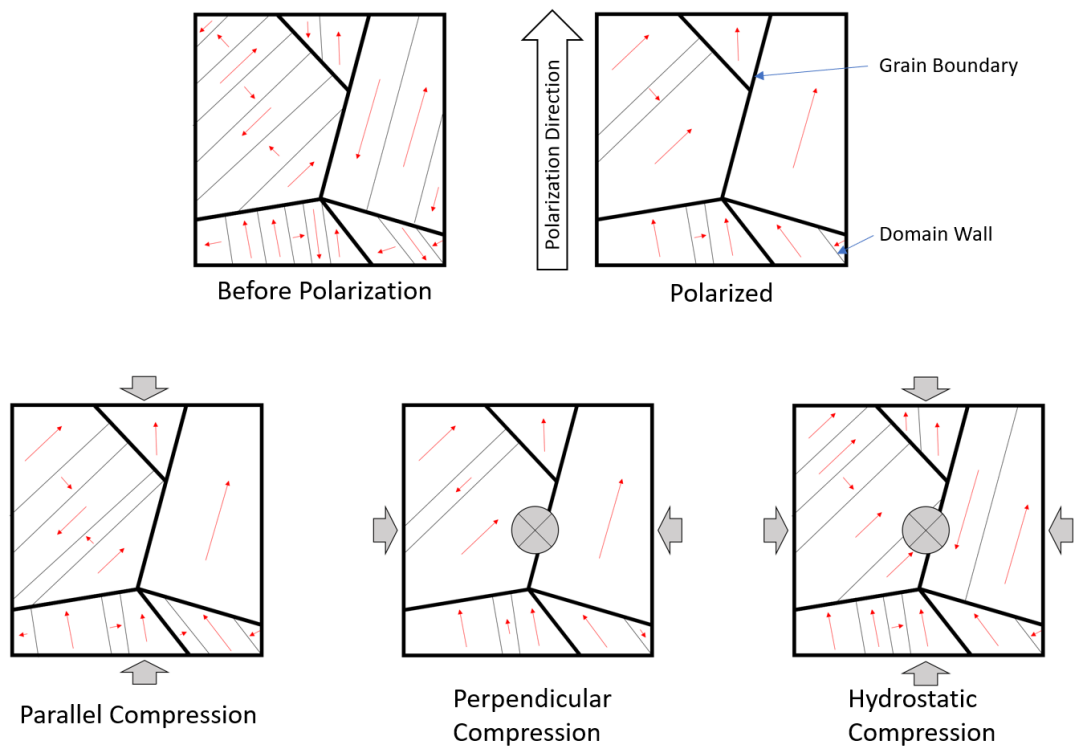 Before Polarization
Polarization Direction
Polarized
Grain Boundary
Domain Wall
Parallel Compression
Perpendicular
Compression
Hydrostatic
Compression